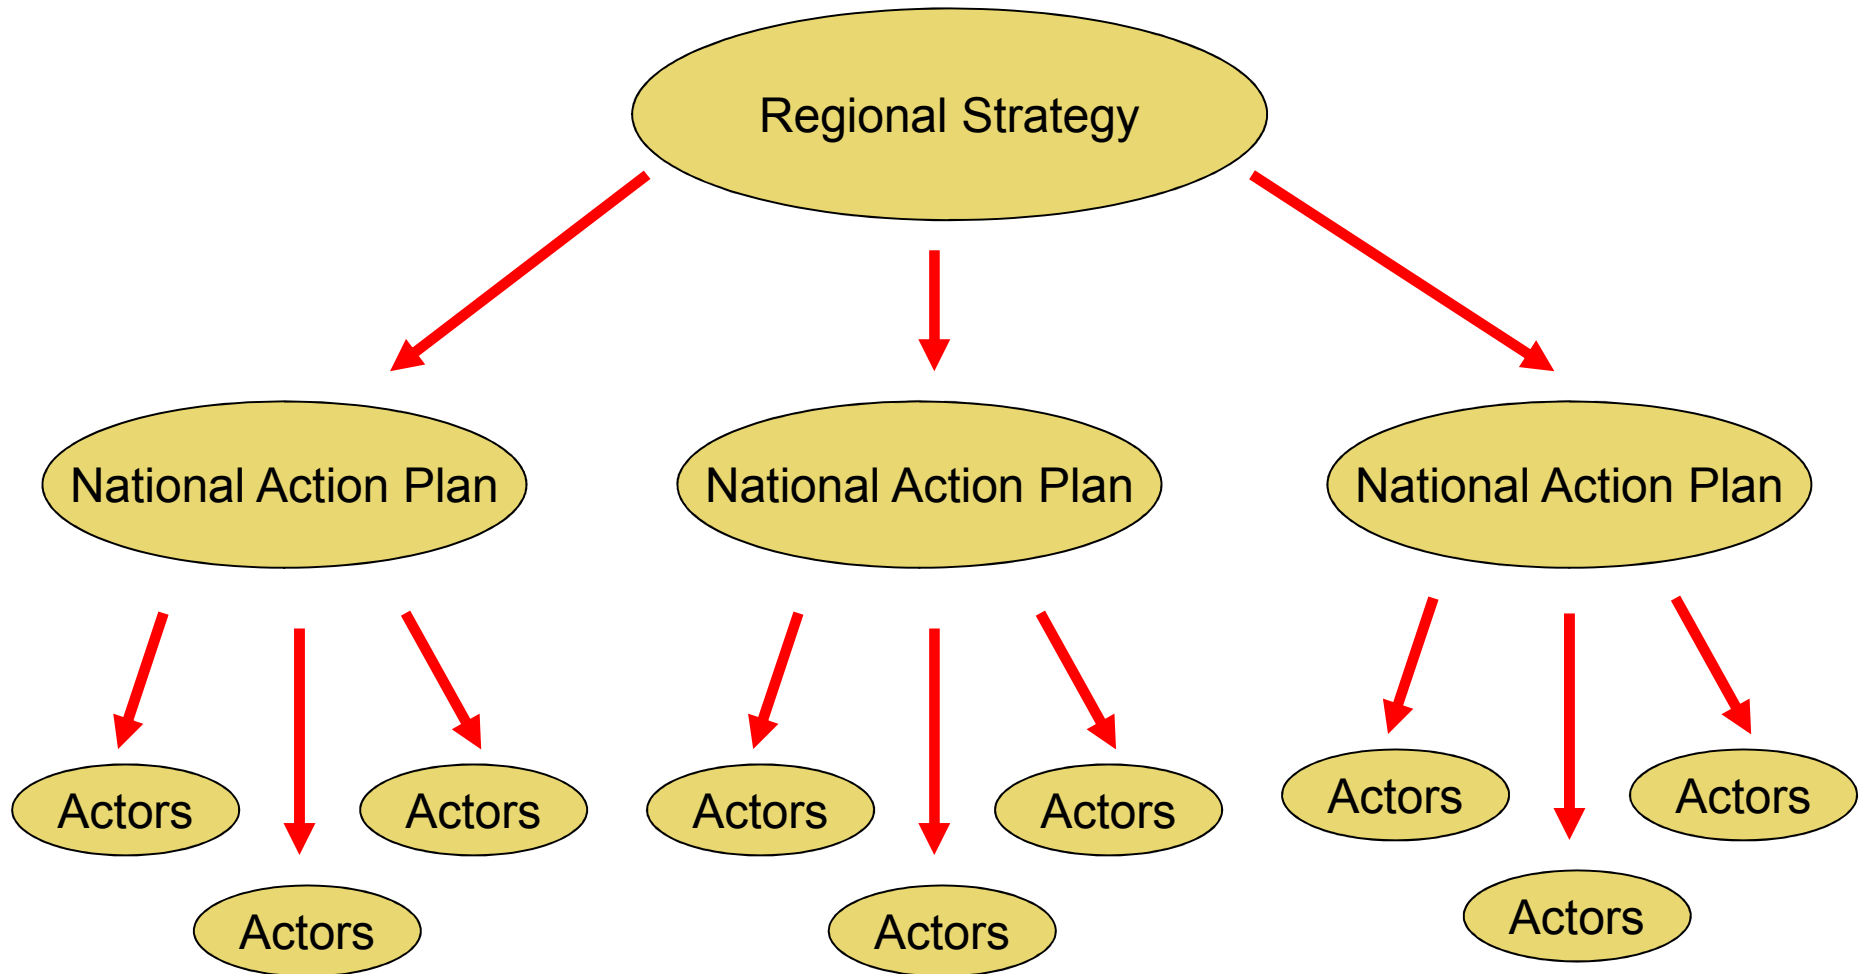 Regional Strategy
National Action Plan
National Action Plan
National Action Plan
Actors
Actors
Actors
Actors
Actors
Actors
Actors
Actors
Actors